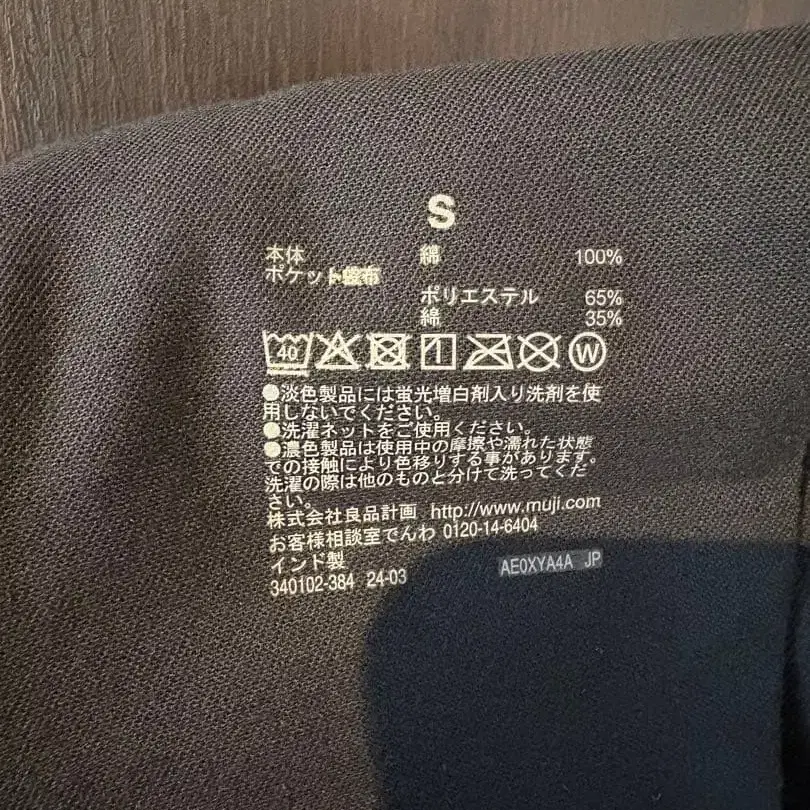 S
本体 綿 100%
ポケット袋布
ポリエステル 65%
綿 35%
40 W
●淡色製品には蛍光増白剤入り洗剤を使
用しないでください。
●洗濯ネットをご使用ください。
●濃色製品は使用中の摩擦や濡れた状態
での接触により色移りする事があります。
洗濯の際は他のものと分けて洗ってくだ
さい。
株式会社良品計画 http://www.muji.com
お客様相談室でんわ 0120-14-6404
インド製
340102-384 24-03 AE0XYA4A JP